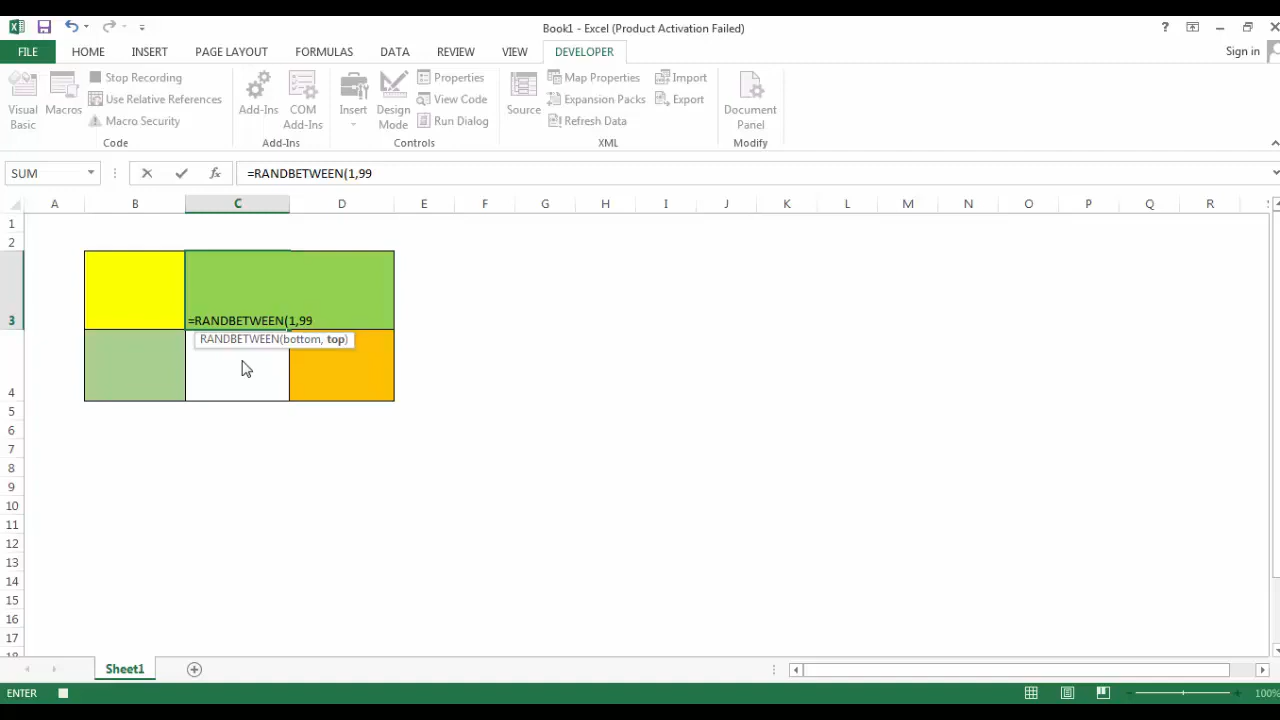 Book1 - Excel (Product Activation Failed)
FILE HOME INSERT PAGE LAYOUT FORMULAS DATA REVIEW VIEW DEVELOPER Sign in
Visual Basic
Macros
Stop Recording
Use Relative References
Macro Security
Code
Add-Ins
COM Add-Ins
Add-Ins
Insert
Design Mode
Properties
View Code
Run Dialog
Controls
Source
Map Properties
Expansion Packs
Refresh Data
Import
Export
XML
Document Panel
Modify
SUM fx =RANDBETWEEN(1,99
A B C D E F G H I J K L M N O P Q R
1
2
3
=RANDBETWEEN(1,99
RANDBETWEEN(bottom, top)
4
5
6
7
8
9
10
11
12
13
14
15
16
17
Sheet1
ENTER 100%